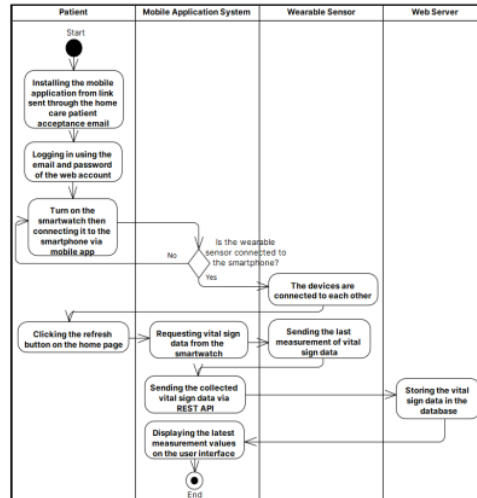 Patient
Mobile Application System
Wearable Sensor
Web Server
Start
Installing the mobile
application from link
sent through the home
care patient
acceptance email
Logging in using the
email and password
of the web account
Turn on the
smartwatch then
connecting it to the
smartphone via
mobile app
Is the wearable
sensor connected to
the smartphone?
No
Yes
The devices are
connected to each other
Clicking the refresh
button on the home page
Requesting vital sign
data from the
smartwatch
Sending the last
measurement of vital
sign data
Sending the collected
vital sign data via
REST API
Storing the vital
sign data in the
database
Displaying the latest
measurement values
on the user interface
End